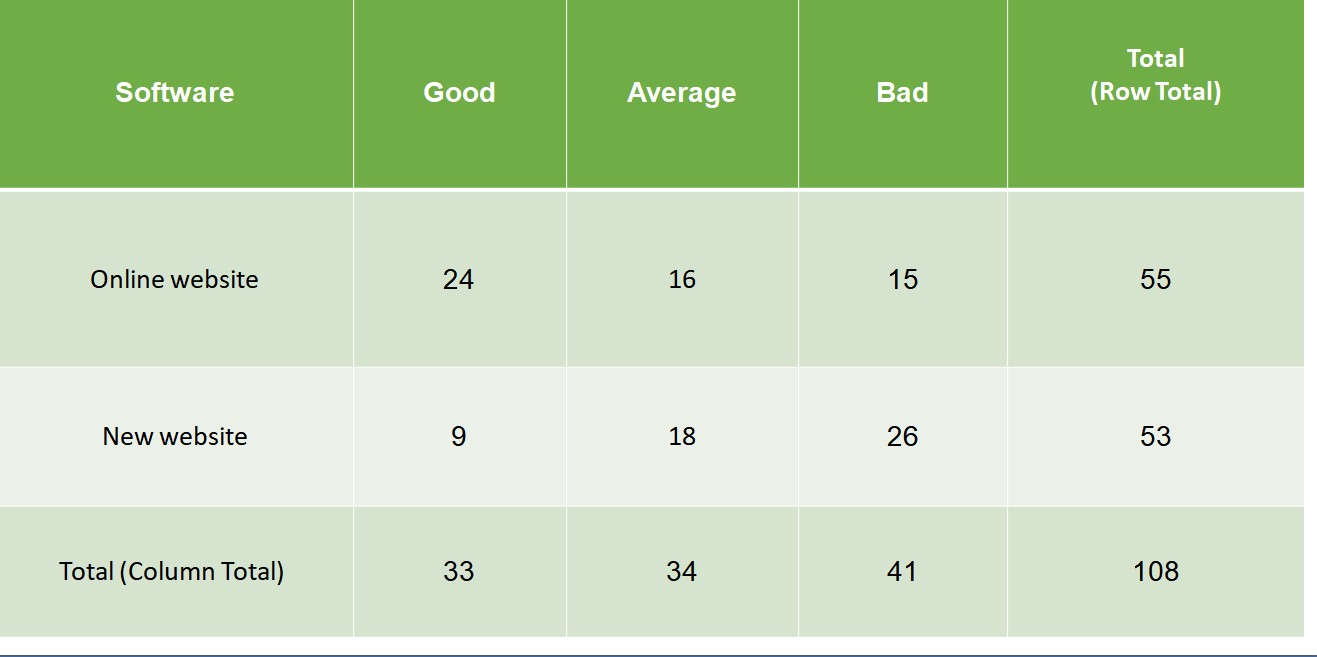 Software Good Average Bad Total
(Row Total)
Online website 24 16 15 55
New website 9 18 26 53
Total (Column Total) 33 34 41 108